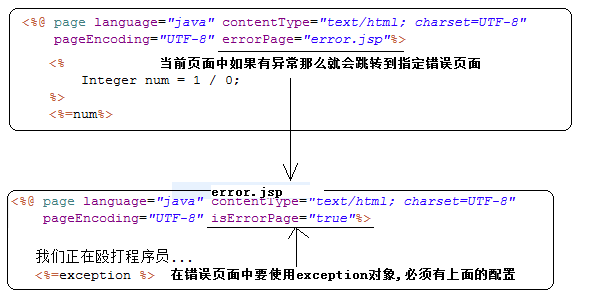 <%@ page language="java" contentType="text/html; charset=UTF-8"
pageEncoding="UTF-8" errorPage="error.jsp"%>
<% 当前页面中如果有异常那么就会跳转到指定错误页面
Integer num = 1 / 0;
%>
<%=num%>
error.jsp
<%@ page language="java" contentType="text/html; charset=UTF-8"
pageEncoding="UTF-8" isErrorPage="true"%>
我们正在殴打程序员...
<%=exception %> 在错误页面中要使用exception对象,必须有上面的配置